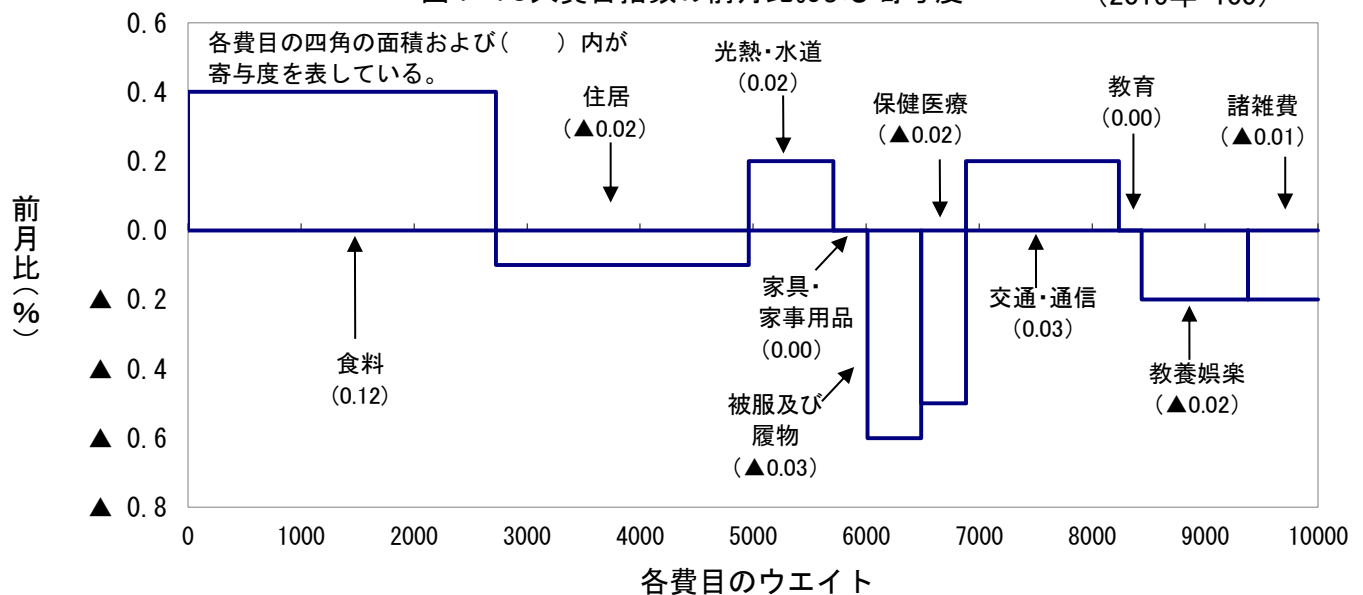 (2010年=100)
各費目の四角の面積および(　　)内が
寄与度を表している。
前月比(%)
0.6
0.4
0.2
0.0
▲ 0.2
▲ 0.4
▲ 0.6
▲ 0.8
食料
(0.12)
住居
(▲0.02)
光熱・水道
(0.02)
家具・
家事用品
(0.00)
被服及び
履物
(▲0.03)
保健医療
(▲0.02)
交通・通信
(0.03)
教育
(0.00)
教養娯楽
(▲0.02)
諸雑費
(▲0.01)
0 1000 2000 3000 4000 5000 6000 7000 8000 9000 10000
各費目のウエイト